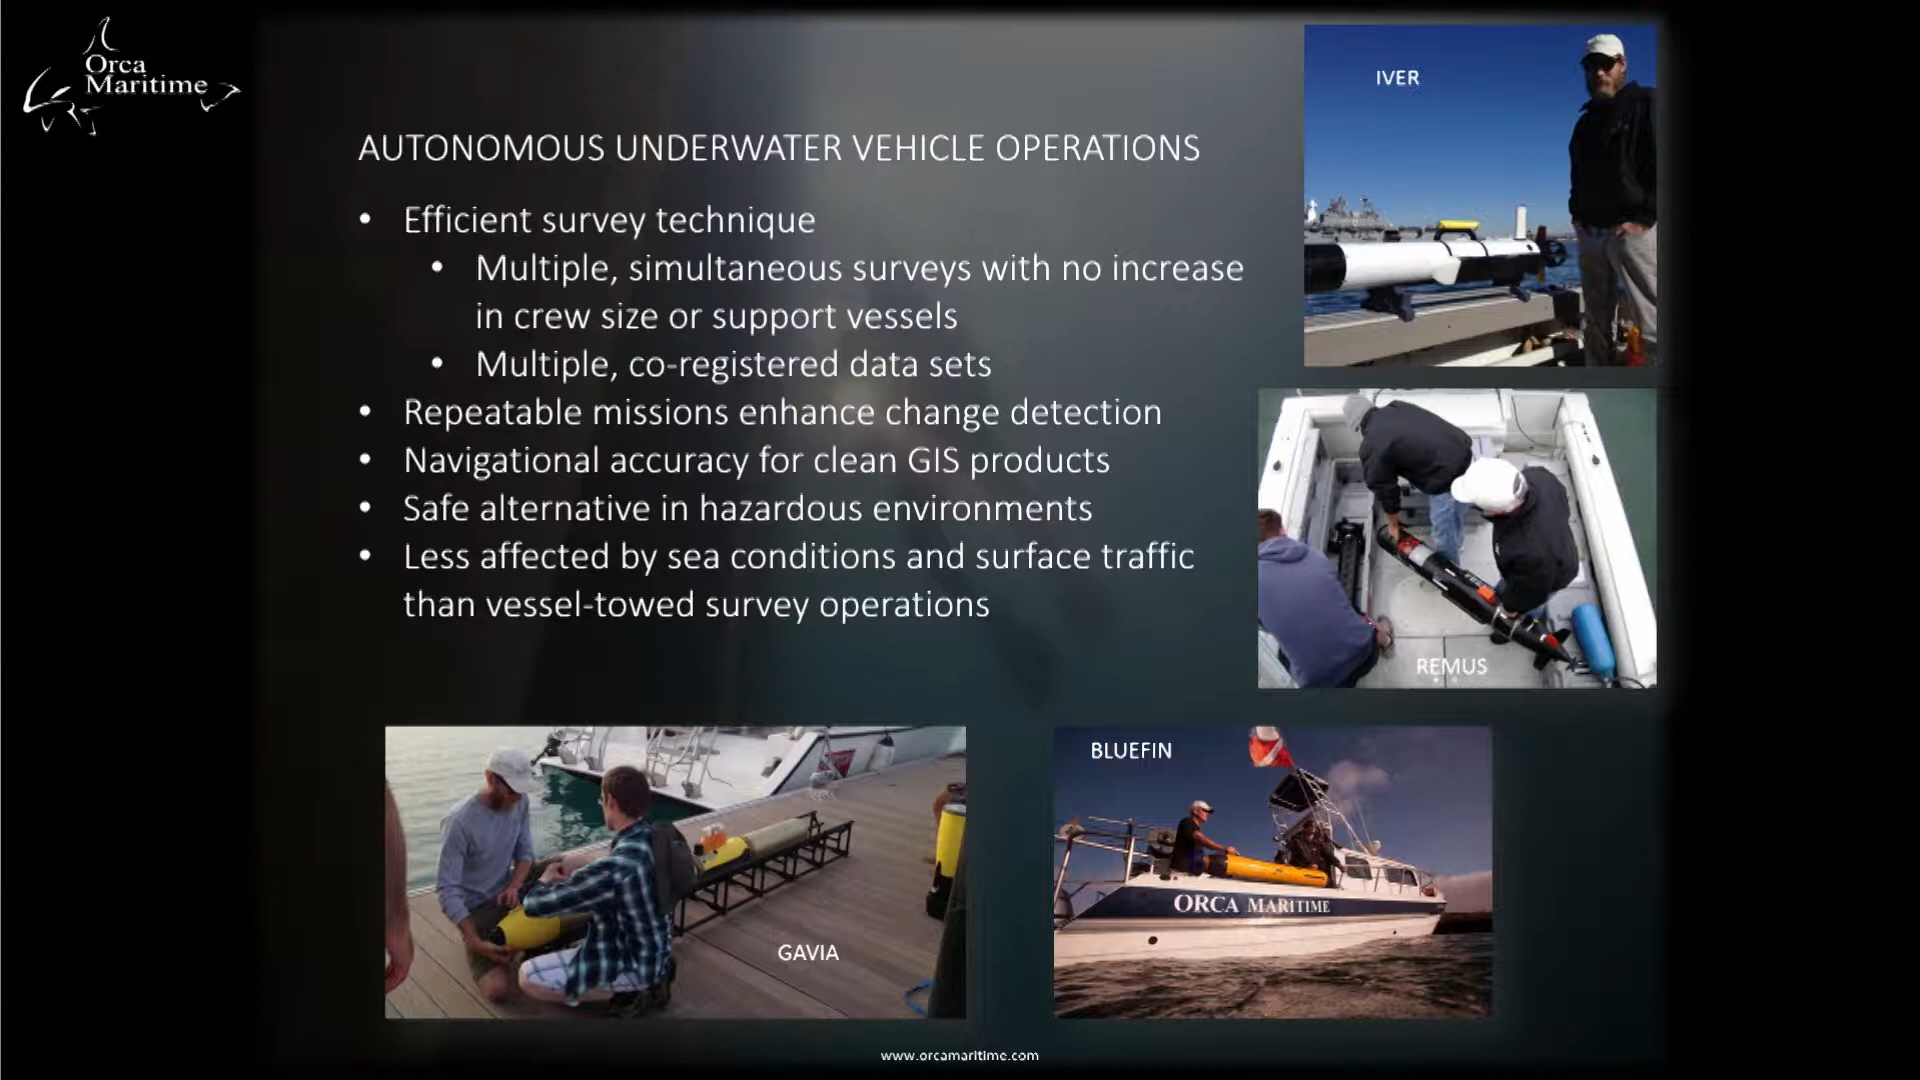 Orca
Maritime
IVER
AUTONOMOUS UNDERWATER VEHICLE OPERATIONS
• Efficient survey technique
• Multiple, simultaneous surveys with no increase
in crew size or support vessels
• Multiple, co-registered data sets
• Repeatable missions enhance change detection
• Navigational accuracy for clean GIS products
• Safe alternative in hazardous environments
• Less affected by sea conditions and surface traffic
than vessel-towed survey operations
REMUS
BLUEFIN
ORCA MARITIME
GAVIA
www.orcamaritime.com